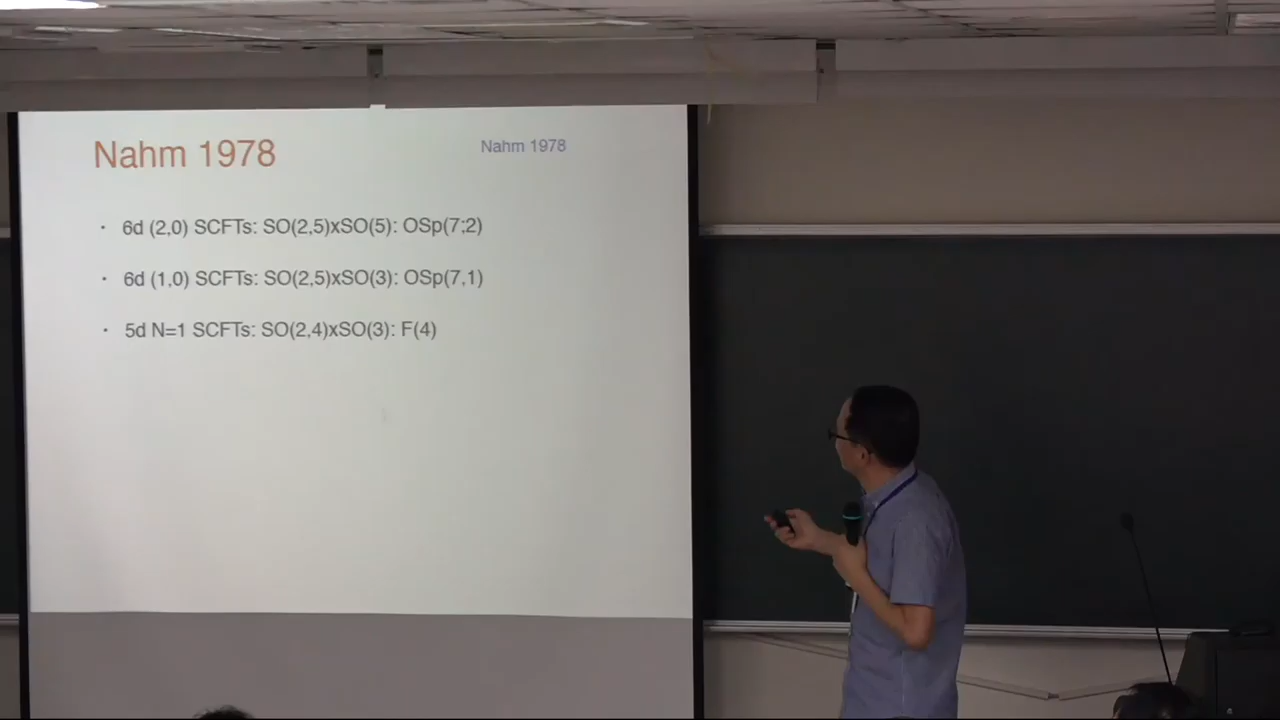 Nahm 1978
Nahm 1978
· 6d (2,0) SCFTs: SO(2,5)xSO(5): OSp(7;2)
· 6d (1,0) SCFTs: SO(2,5)xSO(3): OSp(7,1)
· 5d N=1 SCFTs: SO(2,4)xSO(3): F(4)